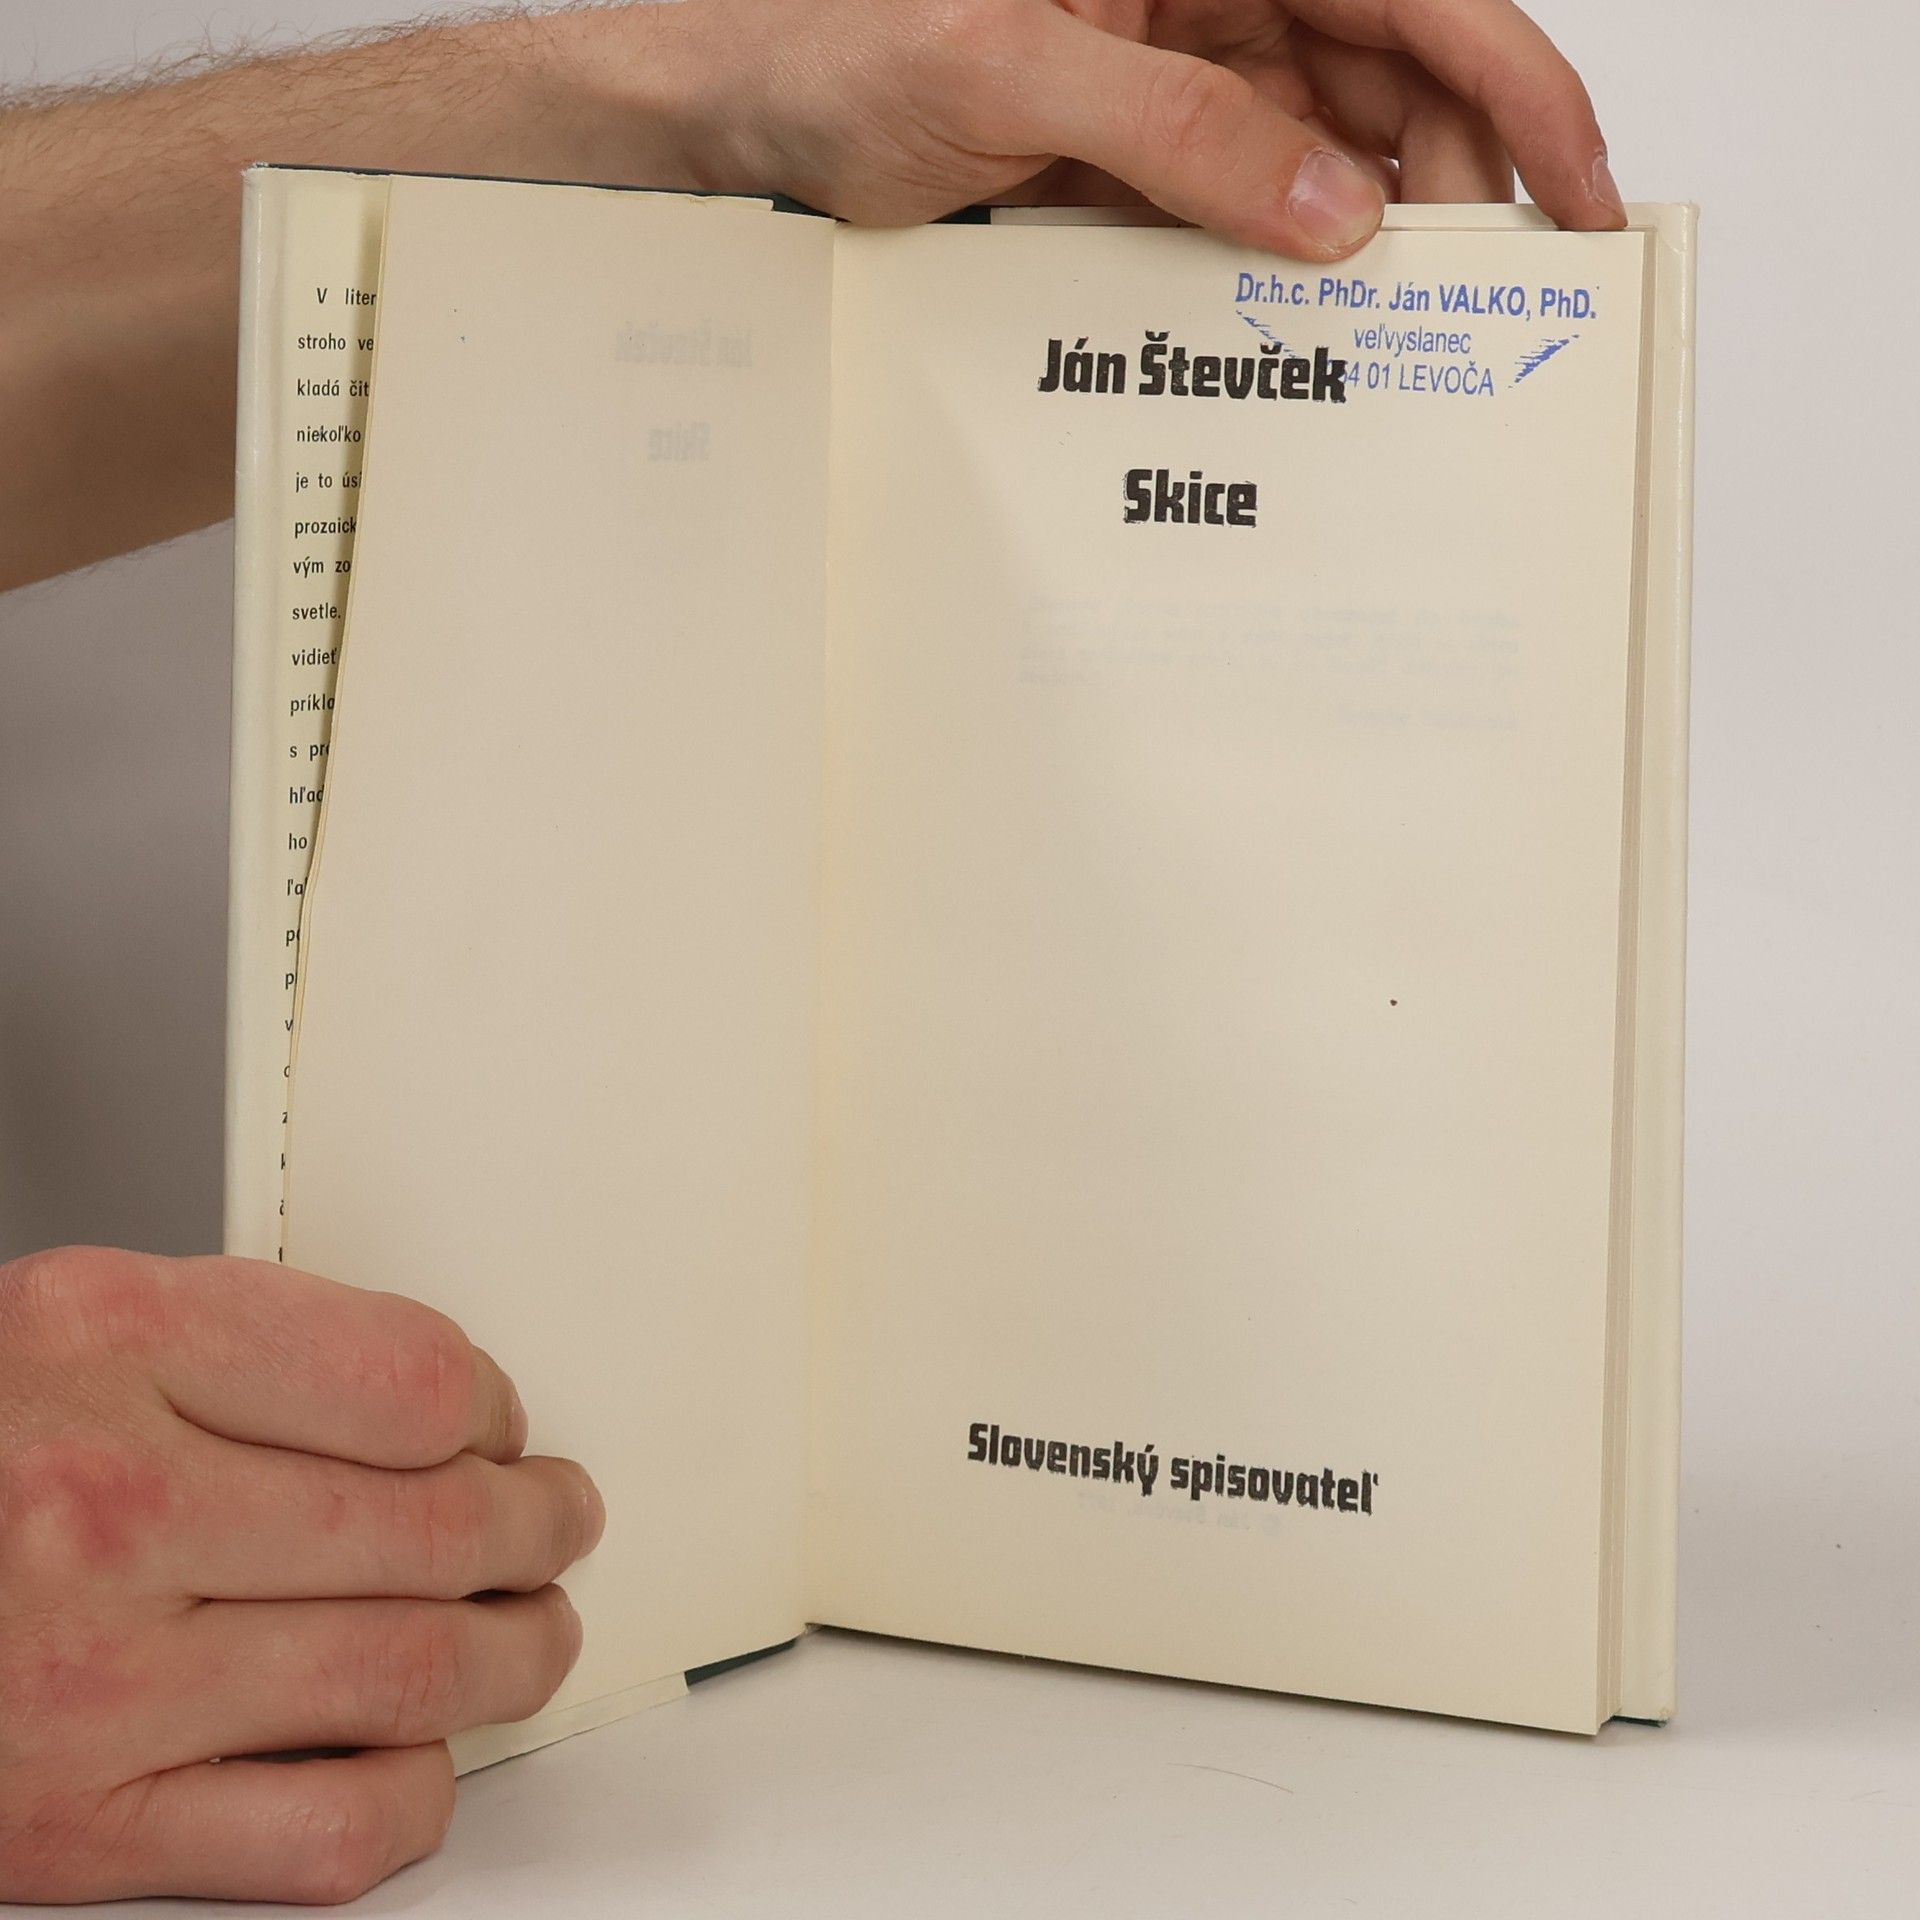 V liter
stroho ve
kladá čit
niekoľko
je to úsi
prozaick
vým zo
svetle.
vidieť
príkla
s pro
hľad
ho
Dr.h.c. PhDr. Ján VALKO, PhD.
veľvyslanec
4 01 LEVOČA
Ján Števček
Skice
Slovenský spisovateľ